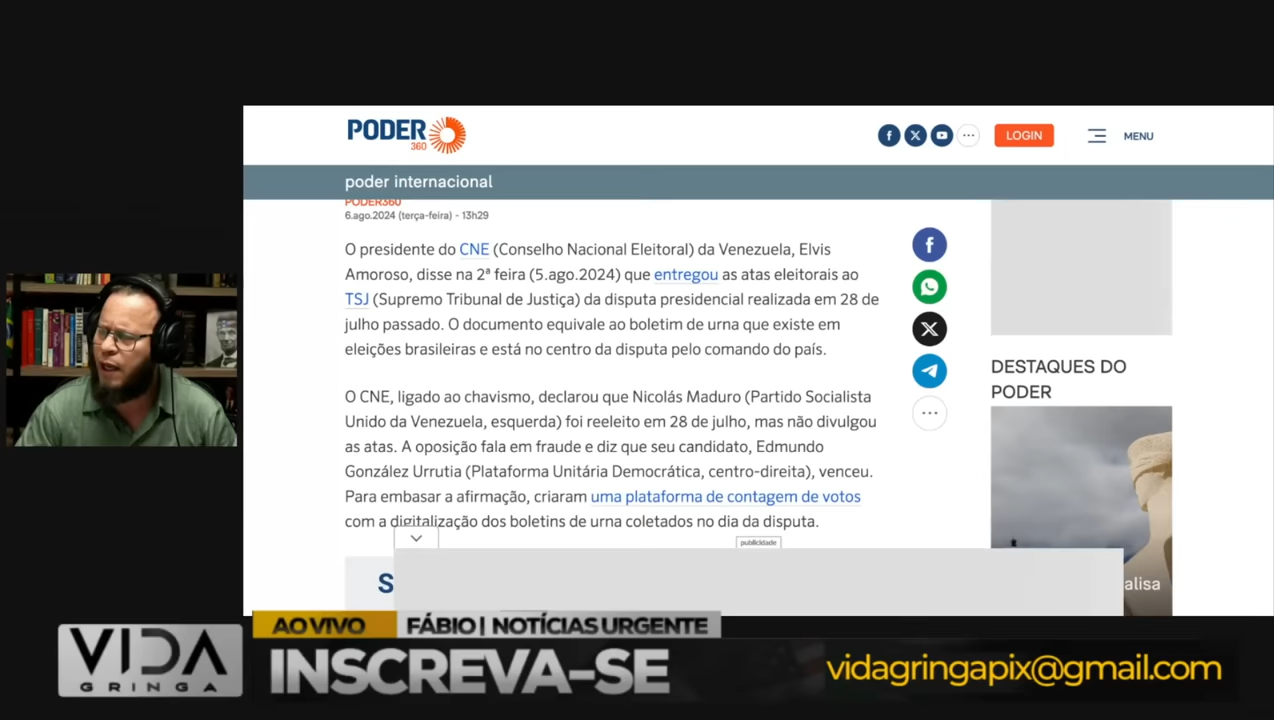 PODER
360
LOGIN
MENU
poder internacional
PODER360
6.ago.2024 (terça-feira) - 13h29
O presidente do CNE (Conselho Nacional Eleitoral) da Venezuela, Elvis
Amoroso, disse na 2ª feira (5.ago.2024) que entregou as atas eleitorais ao
TSJ (Supremo Tribunal de Justiça) da disputa presidencial realizada em 28 de
julho passado. O documento equivale ao boletim de urna que existe em
eleições brasileiras e está no centro da disputa pelo comando do país.
O CNE, ligado ao chavismo, declarou que Nicolás Maduro (Partido Socialista
Unido da Venezuela, esquerda) foi reeleito em 28 de julho, mas não divulgou
as atas. A oposição fala em fraude e diz que seu candidato, Edmundo
González Urrutia (Plataforma Unitária Democrática, centro-direita), venceu.
Para embasar a afirmação, criaram uma plataforma de contagem de votos
com a digitalização dos boletins de urna coletados no dia da disputa.
publicidade
S
DESTAQUES DO
PODER
alisa
AO VIVO
FÁBIO | NOTÍCIAS URGENTE
VIDA
GRINGA
INSCREVA-SE
vidagringapix@gmail.com